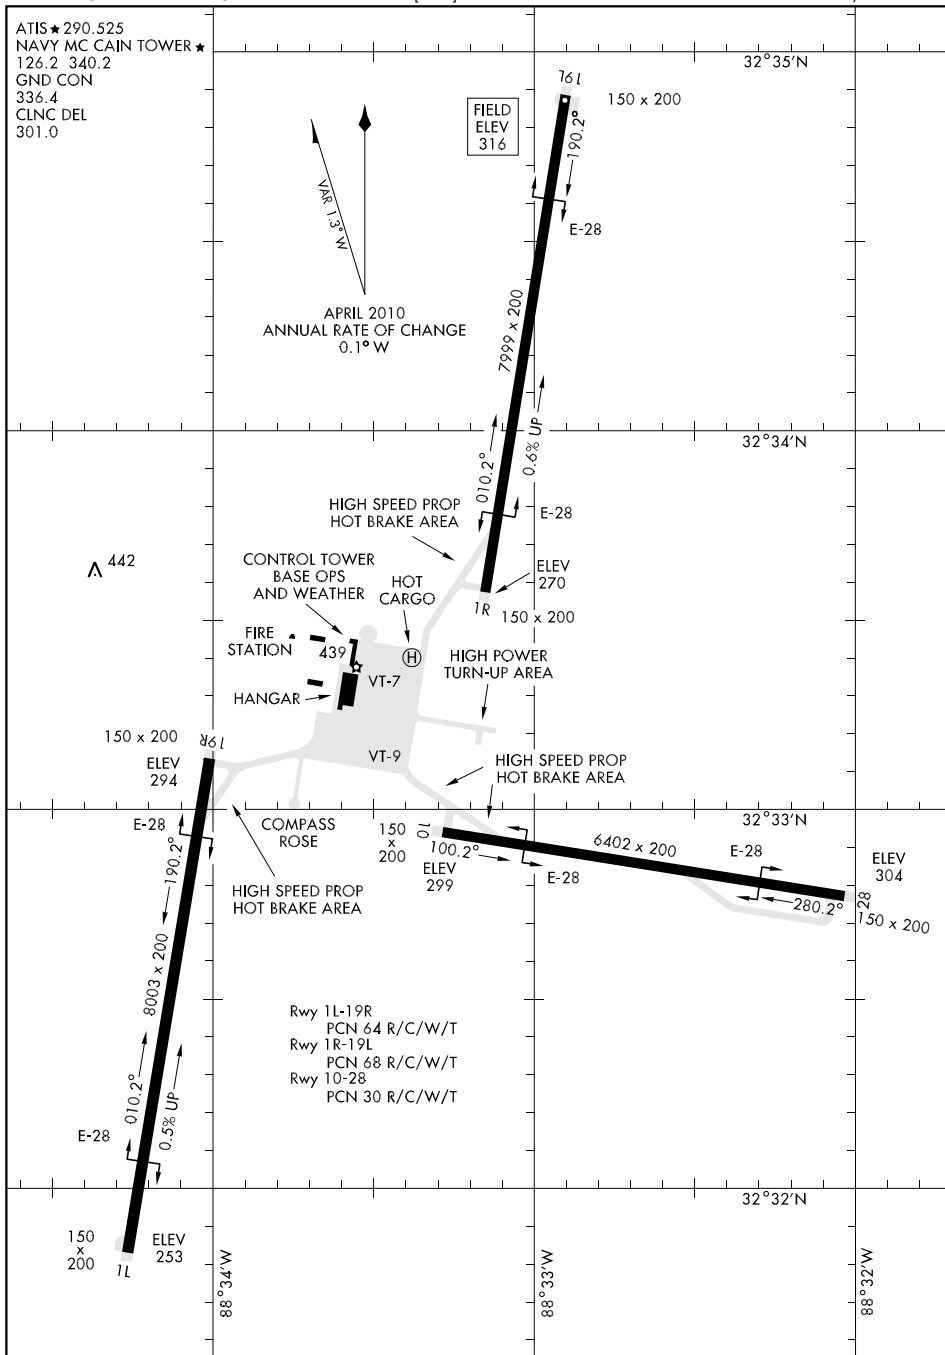 ATIS★290.525
NAVY MC CAIN TOWER★
126.2 340.2
GND CON
336.4
CLNC DEL
301.0
FIELD
ELEV
316
19L
150 x 200
32°35'N
190.2°
E-28
VAR 1.3° W
APRIL 2010
ANNUAL RATE OF CHANGE
0.1° W
7999 x 200
32°34'N
010.2°
0.6% UP
E-28
HIGH SPEED PROP
HOT BRAKE AREA
442
CONTROL TOWER
BASE OPS
AND WEATHER
HOT
CARGO
ELEV
270
1R
150 x 200
FIRE
STATION
439
H
HIGH POWER
TURN-UP AREA
VT-7
HANGAR
150 x 200
19R
ELEV
294
VT-9
HIGH SPEED PROP
HOT BRAKE AREA
E-28
COMPASS
ROSE
190.2°
HIGH SPEED PROP
HOT BRAKE AREA
150
x
200
10
100.2°
ELEV
299
E-28
6402 x 200
E-28
32°33'N
ELEV
304
280.2°
28
150 x 200
8003 x 200
Rwy 1L-19R
PCN 64 R/C/W/T
Rwy 1R-19L
PCN 68 R/C/W/T
Rwy 10-28
PCN 30 R/C/W/T
010.2°
0.5% UP
E-28
32°32'N
150
x
200
ELEV
253
1L
88°34'W
88°33'W
88°32'W